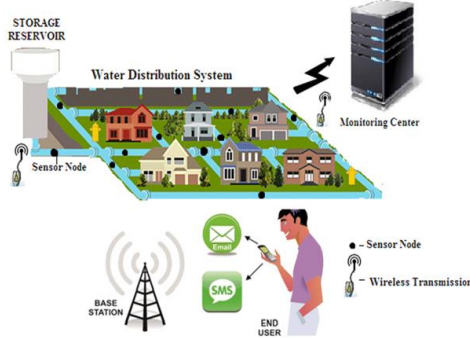 STORAGE
RESERVOIR
Water Distribution System
Monitoring Center
Sensor Node
Email
SMS
BASE
STATION
END
USER
– Sensor Node
– Wireless Transmission